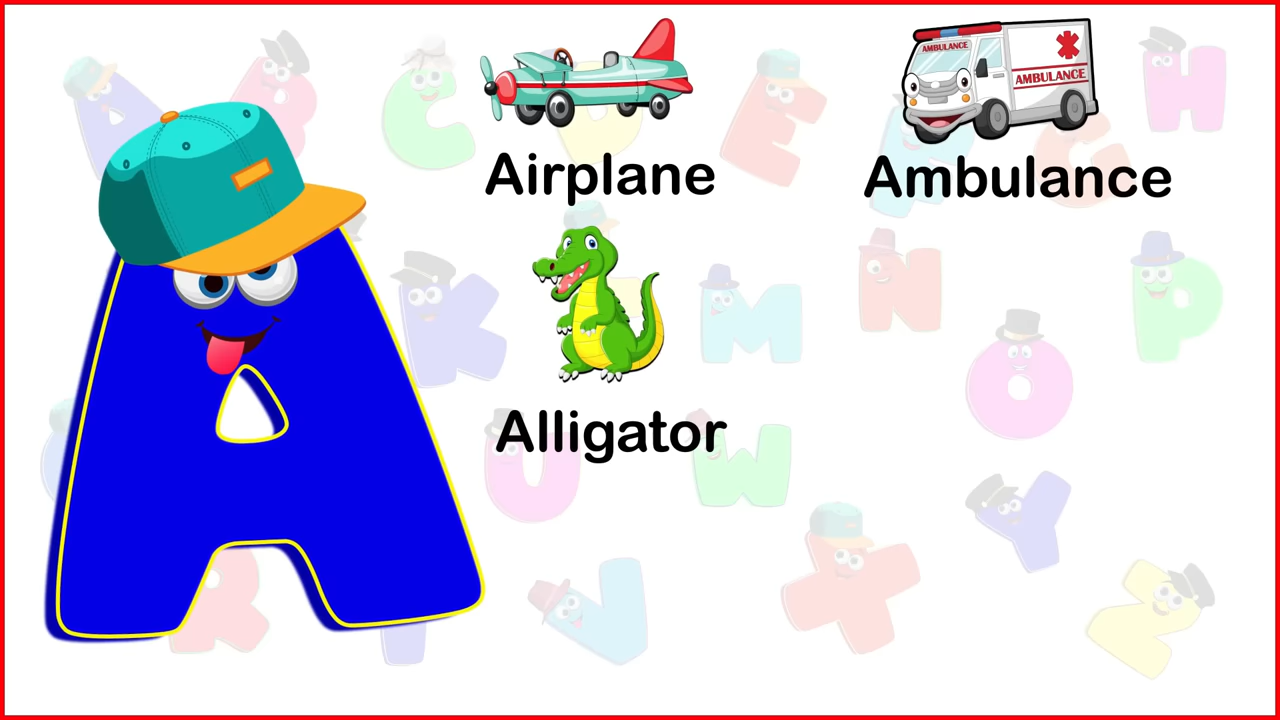 A
Airplane
AMBULANCE
AMBULANCE
Ambulance
Alligator
A B C E H
K M N O P
U W Y
R V X Z